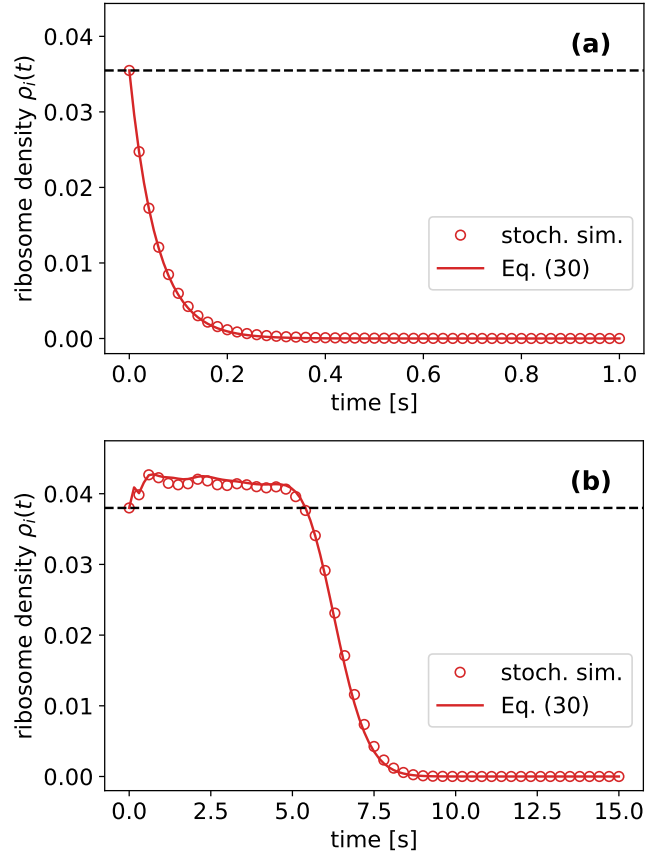 (a)
ribosome density ρi(t)
0.04
0.03
0.02
0.01
0.00
stoch. sim.
Eq. (30)
0.0 0.2 0.4 0.6 0.8 1.0
time [s]
(b)
ribosome density ρi(t)
0.04
0.03
0.02
0.01
0.00
stoch. sim.
Eq. (30)
0.0 2.5 5.0 7.5 10.0 12.5 15.0
time [s]